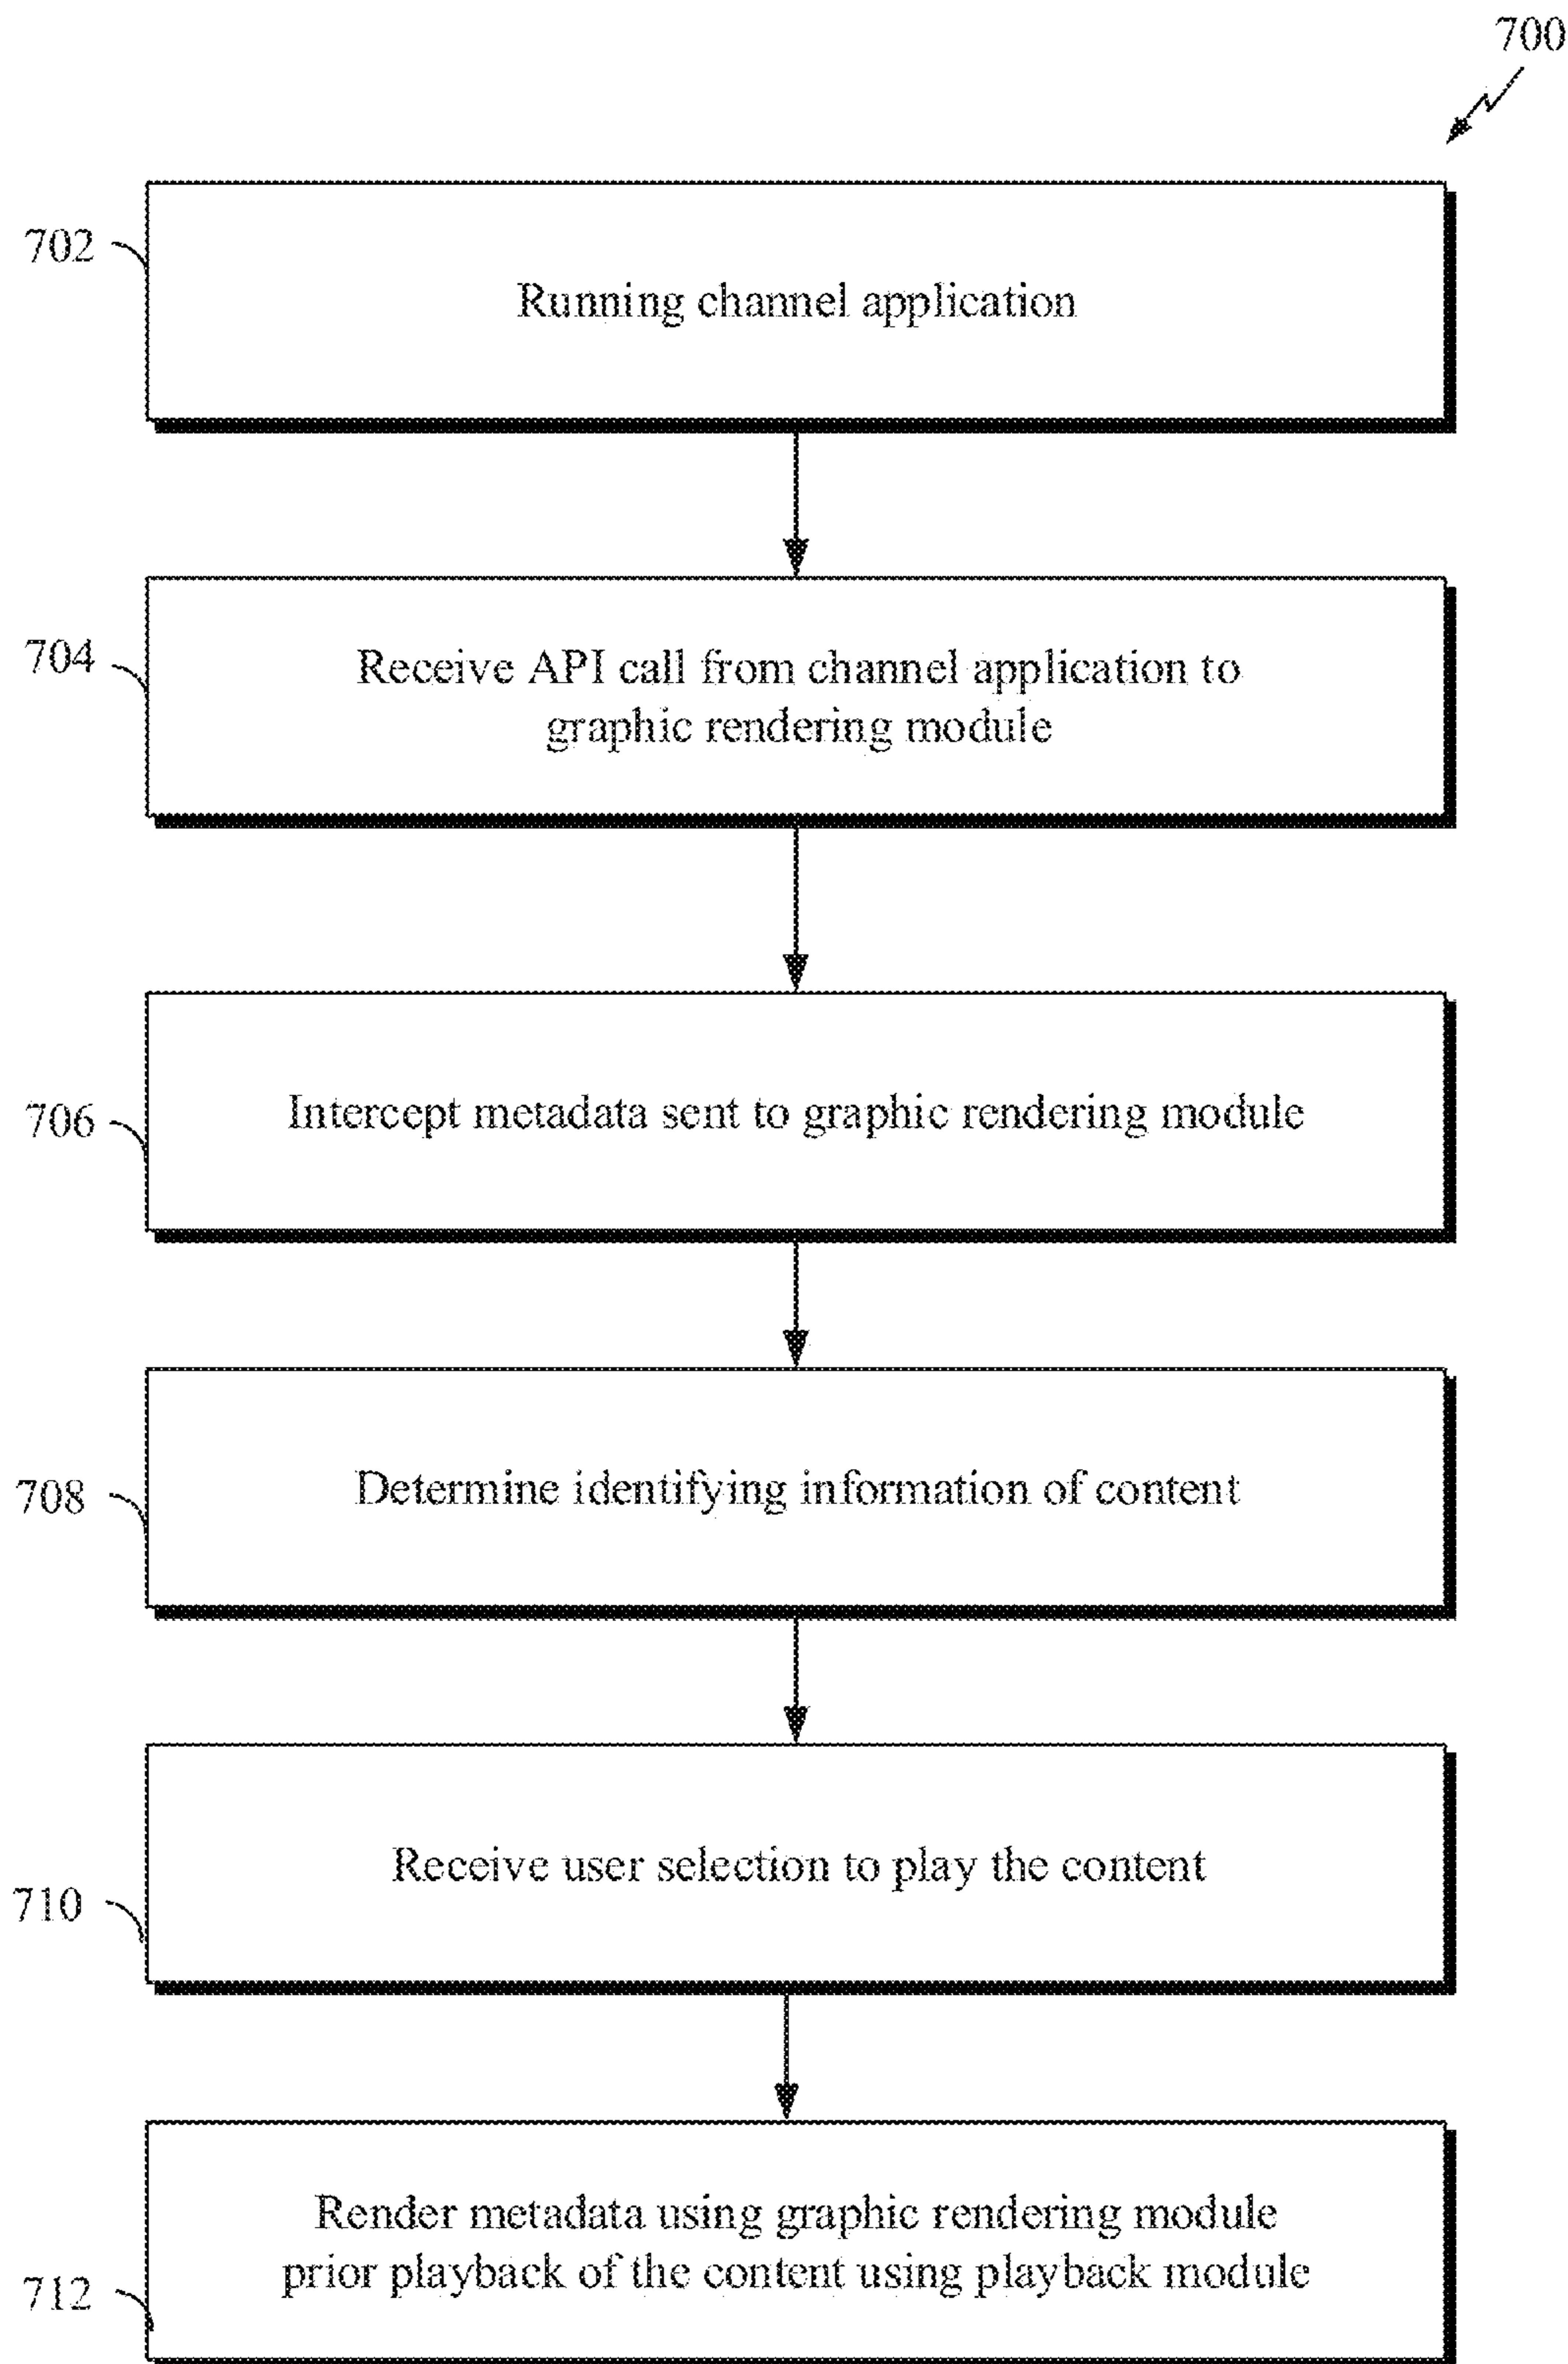 700
702
Running channel application
704
Receive API call from channel application to
graphic rendering module
706
Intercept metadata sent to graphic rendering module
708
Determine identifying information of content
710
Receive user selection to play the content
712
Render metadata using graphic rendering module
prior playback of the content using playback module